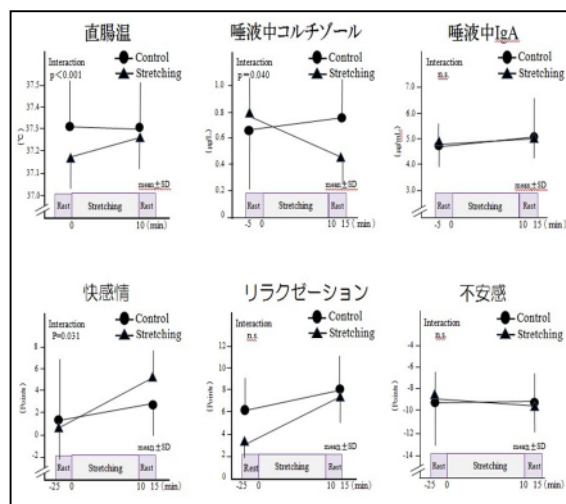 直腸温
Interaction
p<0.001
Control
Stretching
(℃)
37.5
37.4
37.3
37.2
37.1
37.0
mean±SD
Rest
Stretching
Rest
0
10(min)
唾液中コルチゾール
Interaction
p=0.040
Control
Stretching
(μg/L)
1.0
0.8
0.6
0.4
0.2
0
mean±SD
Rest
Stretching
Rest
-5
0
10
15(min)
唾液中IgA
Interaction
n.s.
Control
Stretching
7.0
6.0
5.0
4.0
3.0
mean±SD
Rest
Stretching
Rest
-5
0
10
15(min)
快感情
Interaction
P=0.031
Control
Stretching
(Points)
8
6
4
2
0
-2
mean±SD
Rest
Stretching
Rest
-25
0
10
15(min)
リラクゼーション
Interaction
n.s.
Control
Stretching
(Points)
12
10
8
6
4
2
0
mean±SD
Rest
Stretching
Rest
-25
0
10
15(min)
不安感
Interaction
n.s.
Control
Stretching
(Points)
-4
-6
-8
-10
-12
-14
mean±SD
Rest
Stretching
Rest
-25
0
10
15(min)